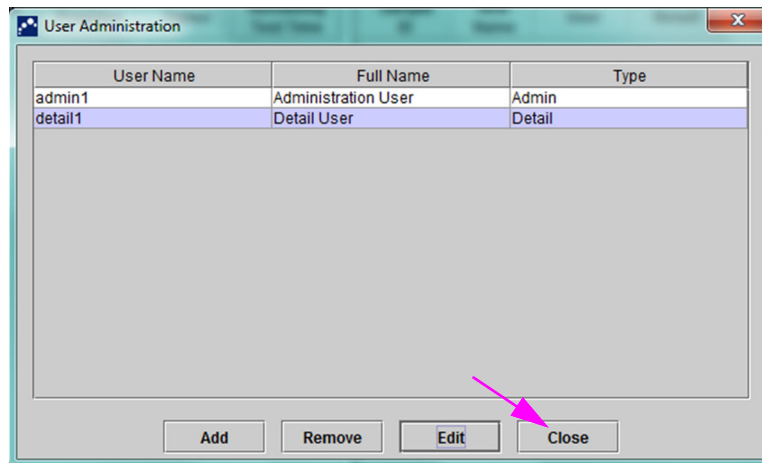 User Administration
User Name Full Name Type
admin1 Administration User Admin
detail1 Detail User Detail
Add Remove Edit Close